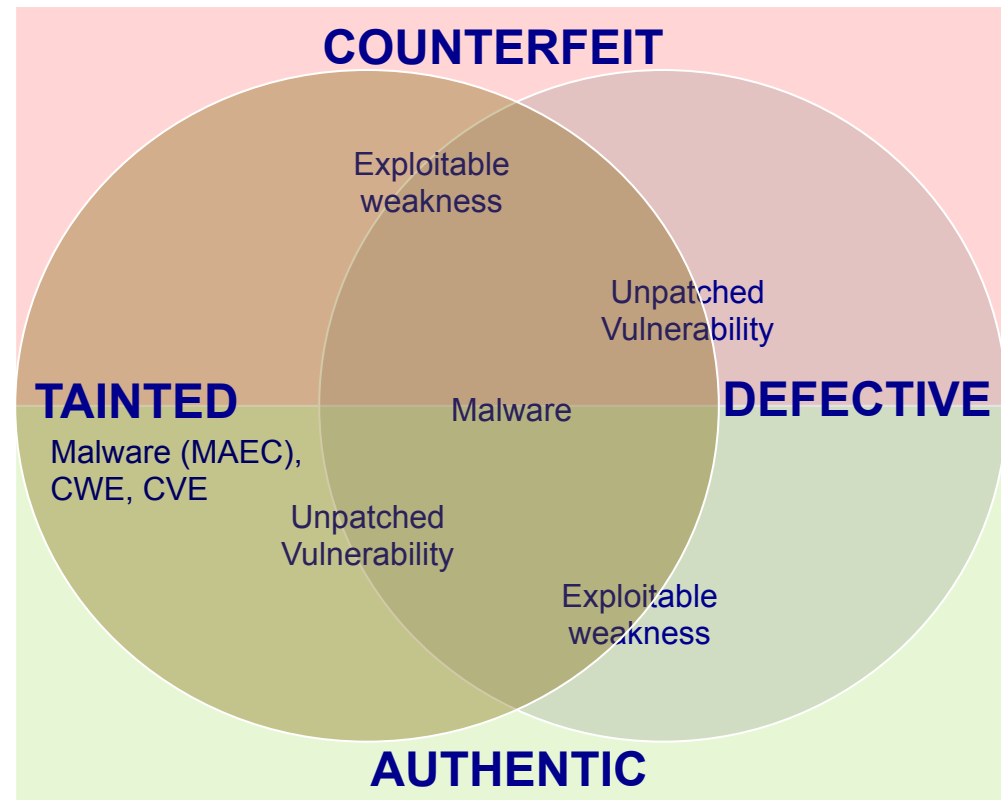 COUNTERFEIT
Exploitable
weakness
Unpatched
Vulnerability
TAINTED
Malware
DEFECTIVE
Malware (MAEC),
CWE, CVE
Unpatched
Vulnerability
Exploitable
weakness
AUTHENTIC